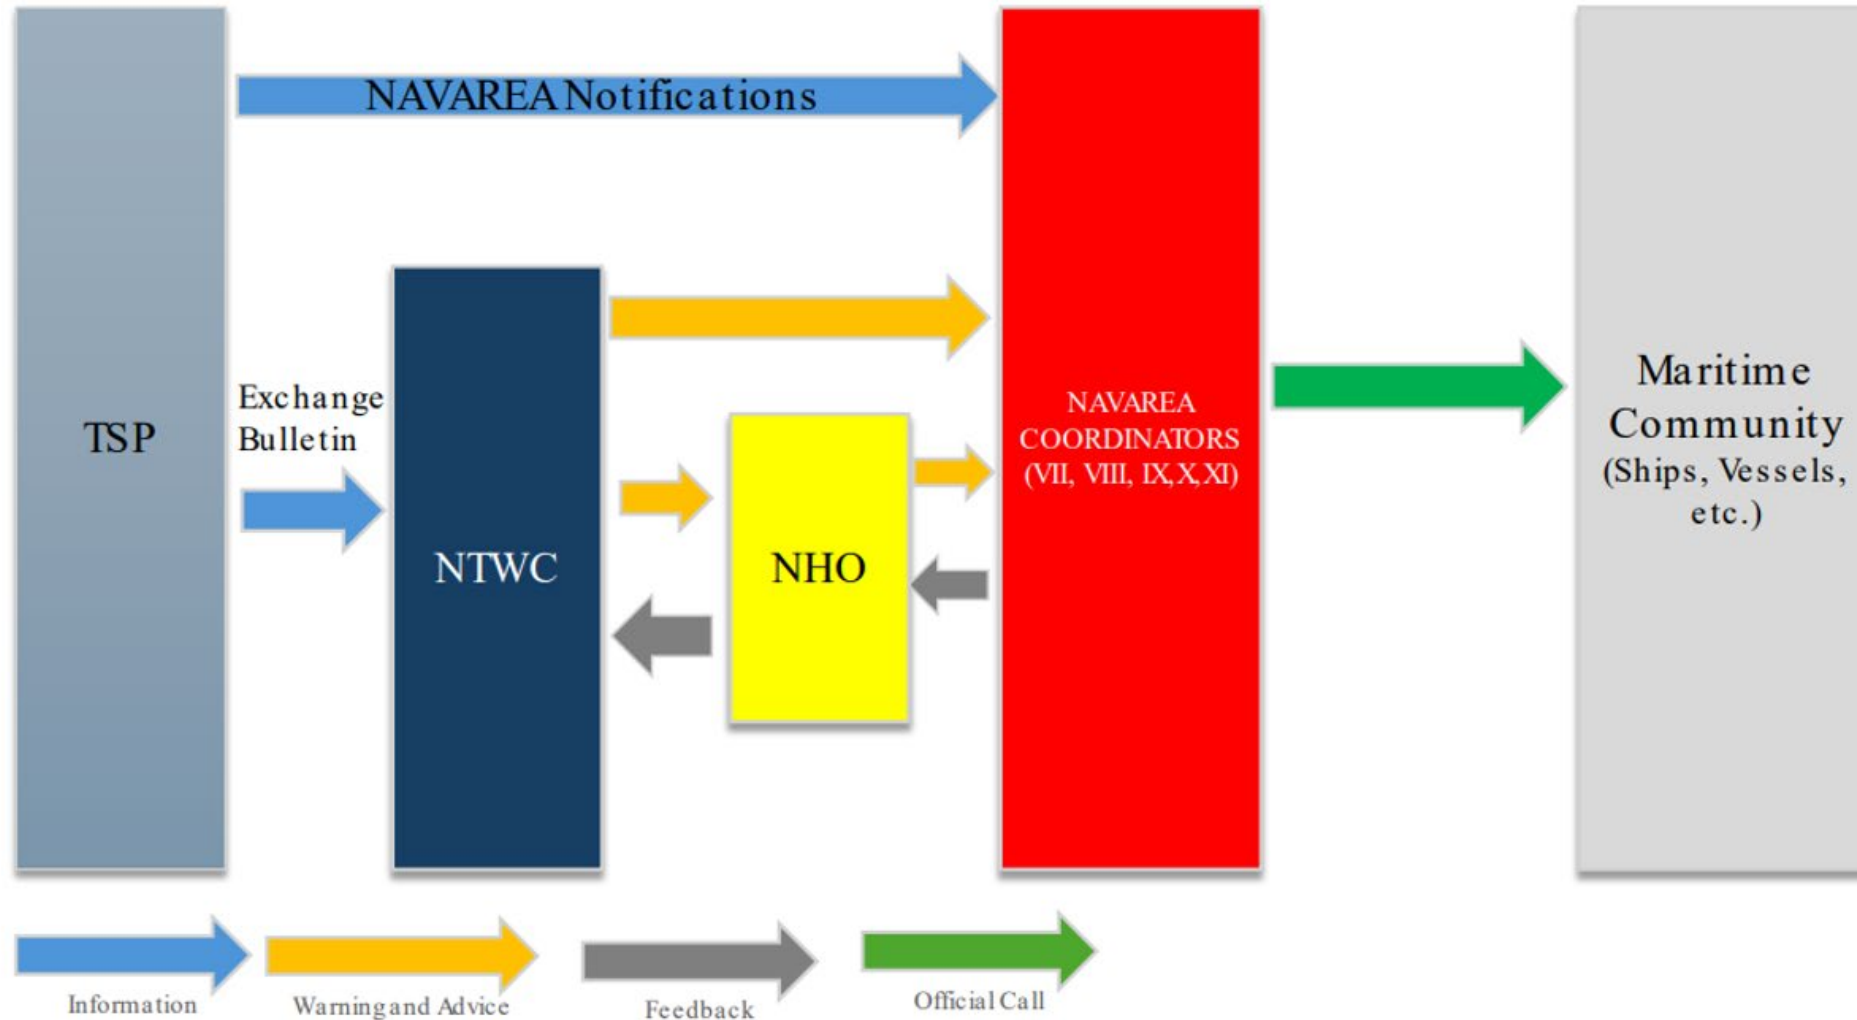 NAVAREA Notifications
TSP
Exchange
Bulletin
NTWC
NHO
NAVAREA
COORDINATORS
(VII, VIII, IX,X,XI)
Maritime
Community
(Ships, Vessels,
etc.)
Information
Warning and Advice
Feedback
Official Call